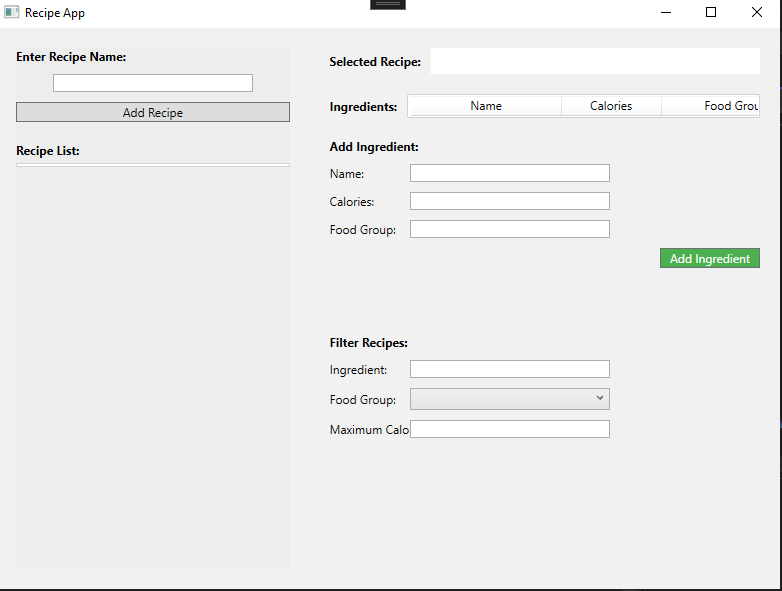 Recipe App
Enter Recipe Name:
Add Recipe
Recipe List:
Selected Recipe:
Ingredients: Name Calories Food Grou
Add Ingredient:
Name:
Calories:
Food Group:
Add Ingredient
Filter Recipes:
Ingredient:
Food Group:
Maximum Calo